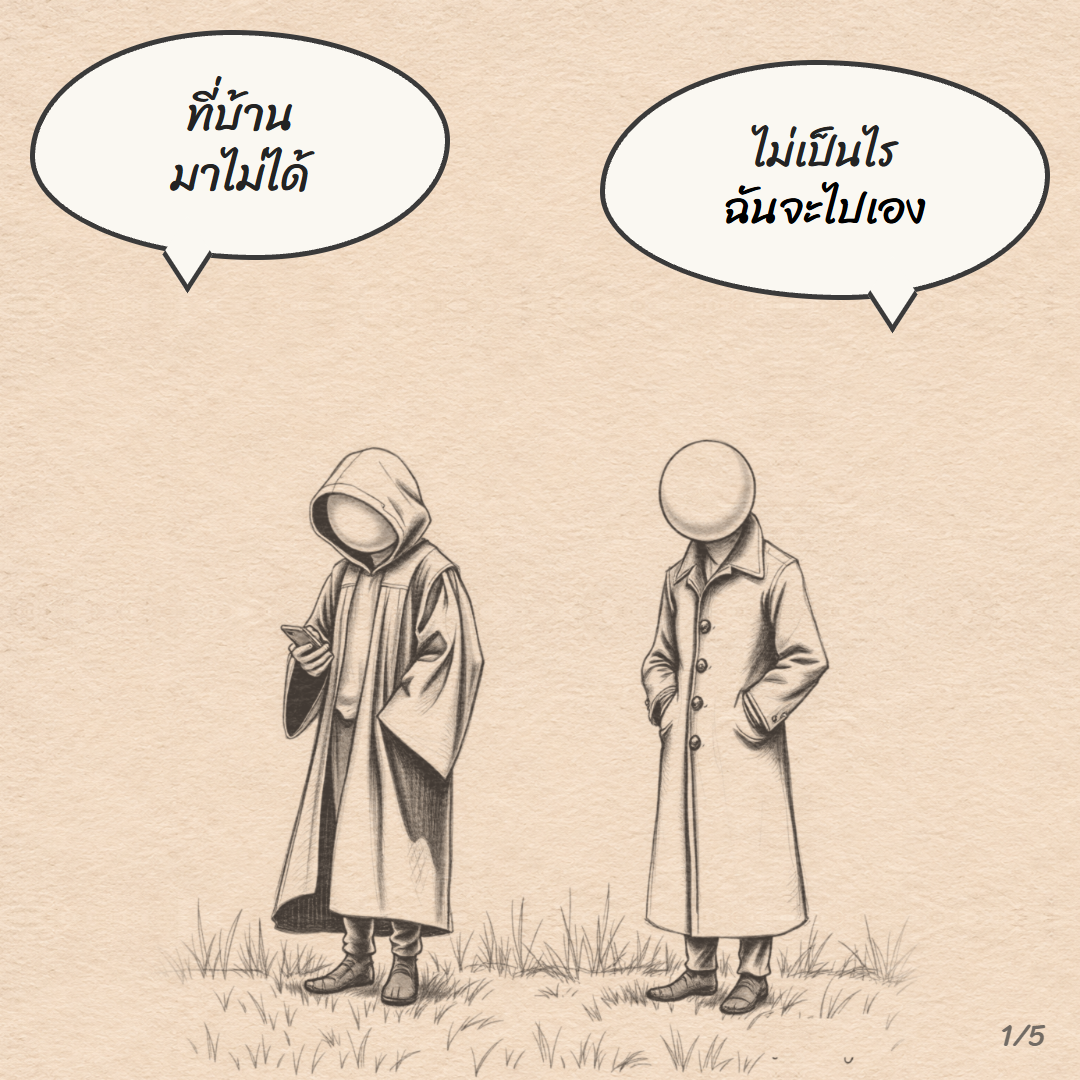 ที่บ้าน
มาไม่ได้
ไม่เป็นไร
ฉันจะไปเอง
1/5